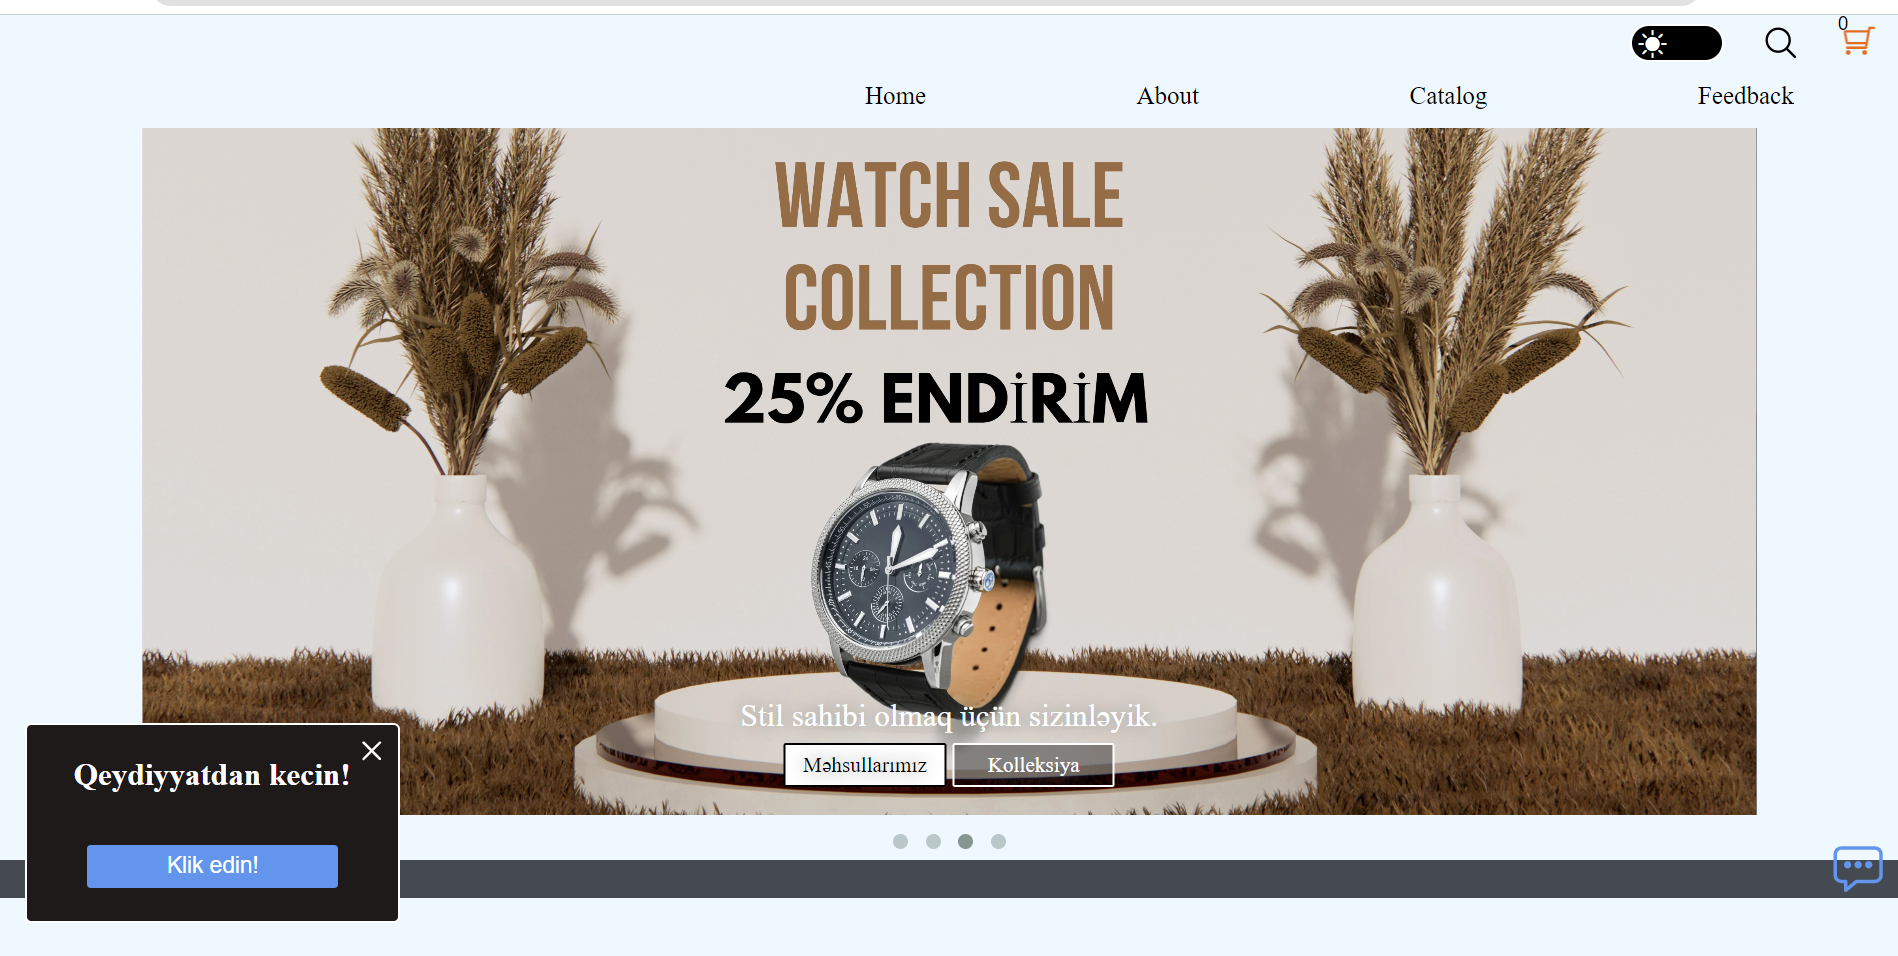 0
Home About Catalog Feedback
WATCH SALE
COLLECTION
25% ENDİRİM
Stil sahibi olmaq üçün sizinləyik.
Məhsullarımız Kolleksiya
Qeydiyyatdan kecin!
Klik edin!